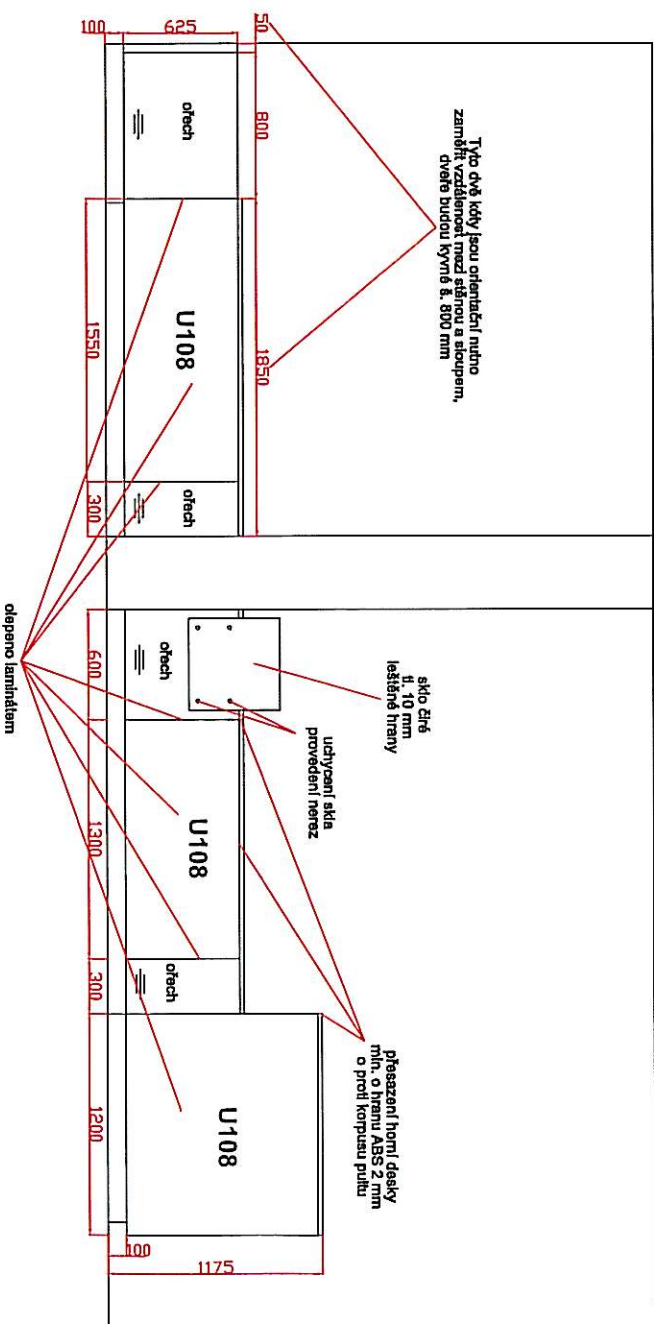 Tyto dvě kóty jsou orientační nutno
zaměřit vzdálenost mezi stěnou a sloupem,
dveře budou kyvné š. 800 mm
sklo čiré
tl. 10 mm
leštěné hrany
uchycení skla
provedení nerez
přesazení horní desky
min. o hranu ABS 2 mm
o proti korpusu pultu
50
800
1850
625
100
ořech
U108
ořech
ořech
U108
ořech
U108
1550
300
600
1300
300
1200
100
1175
olepeno laminátem